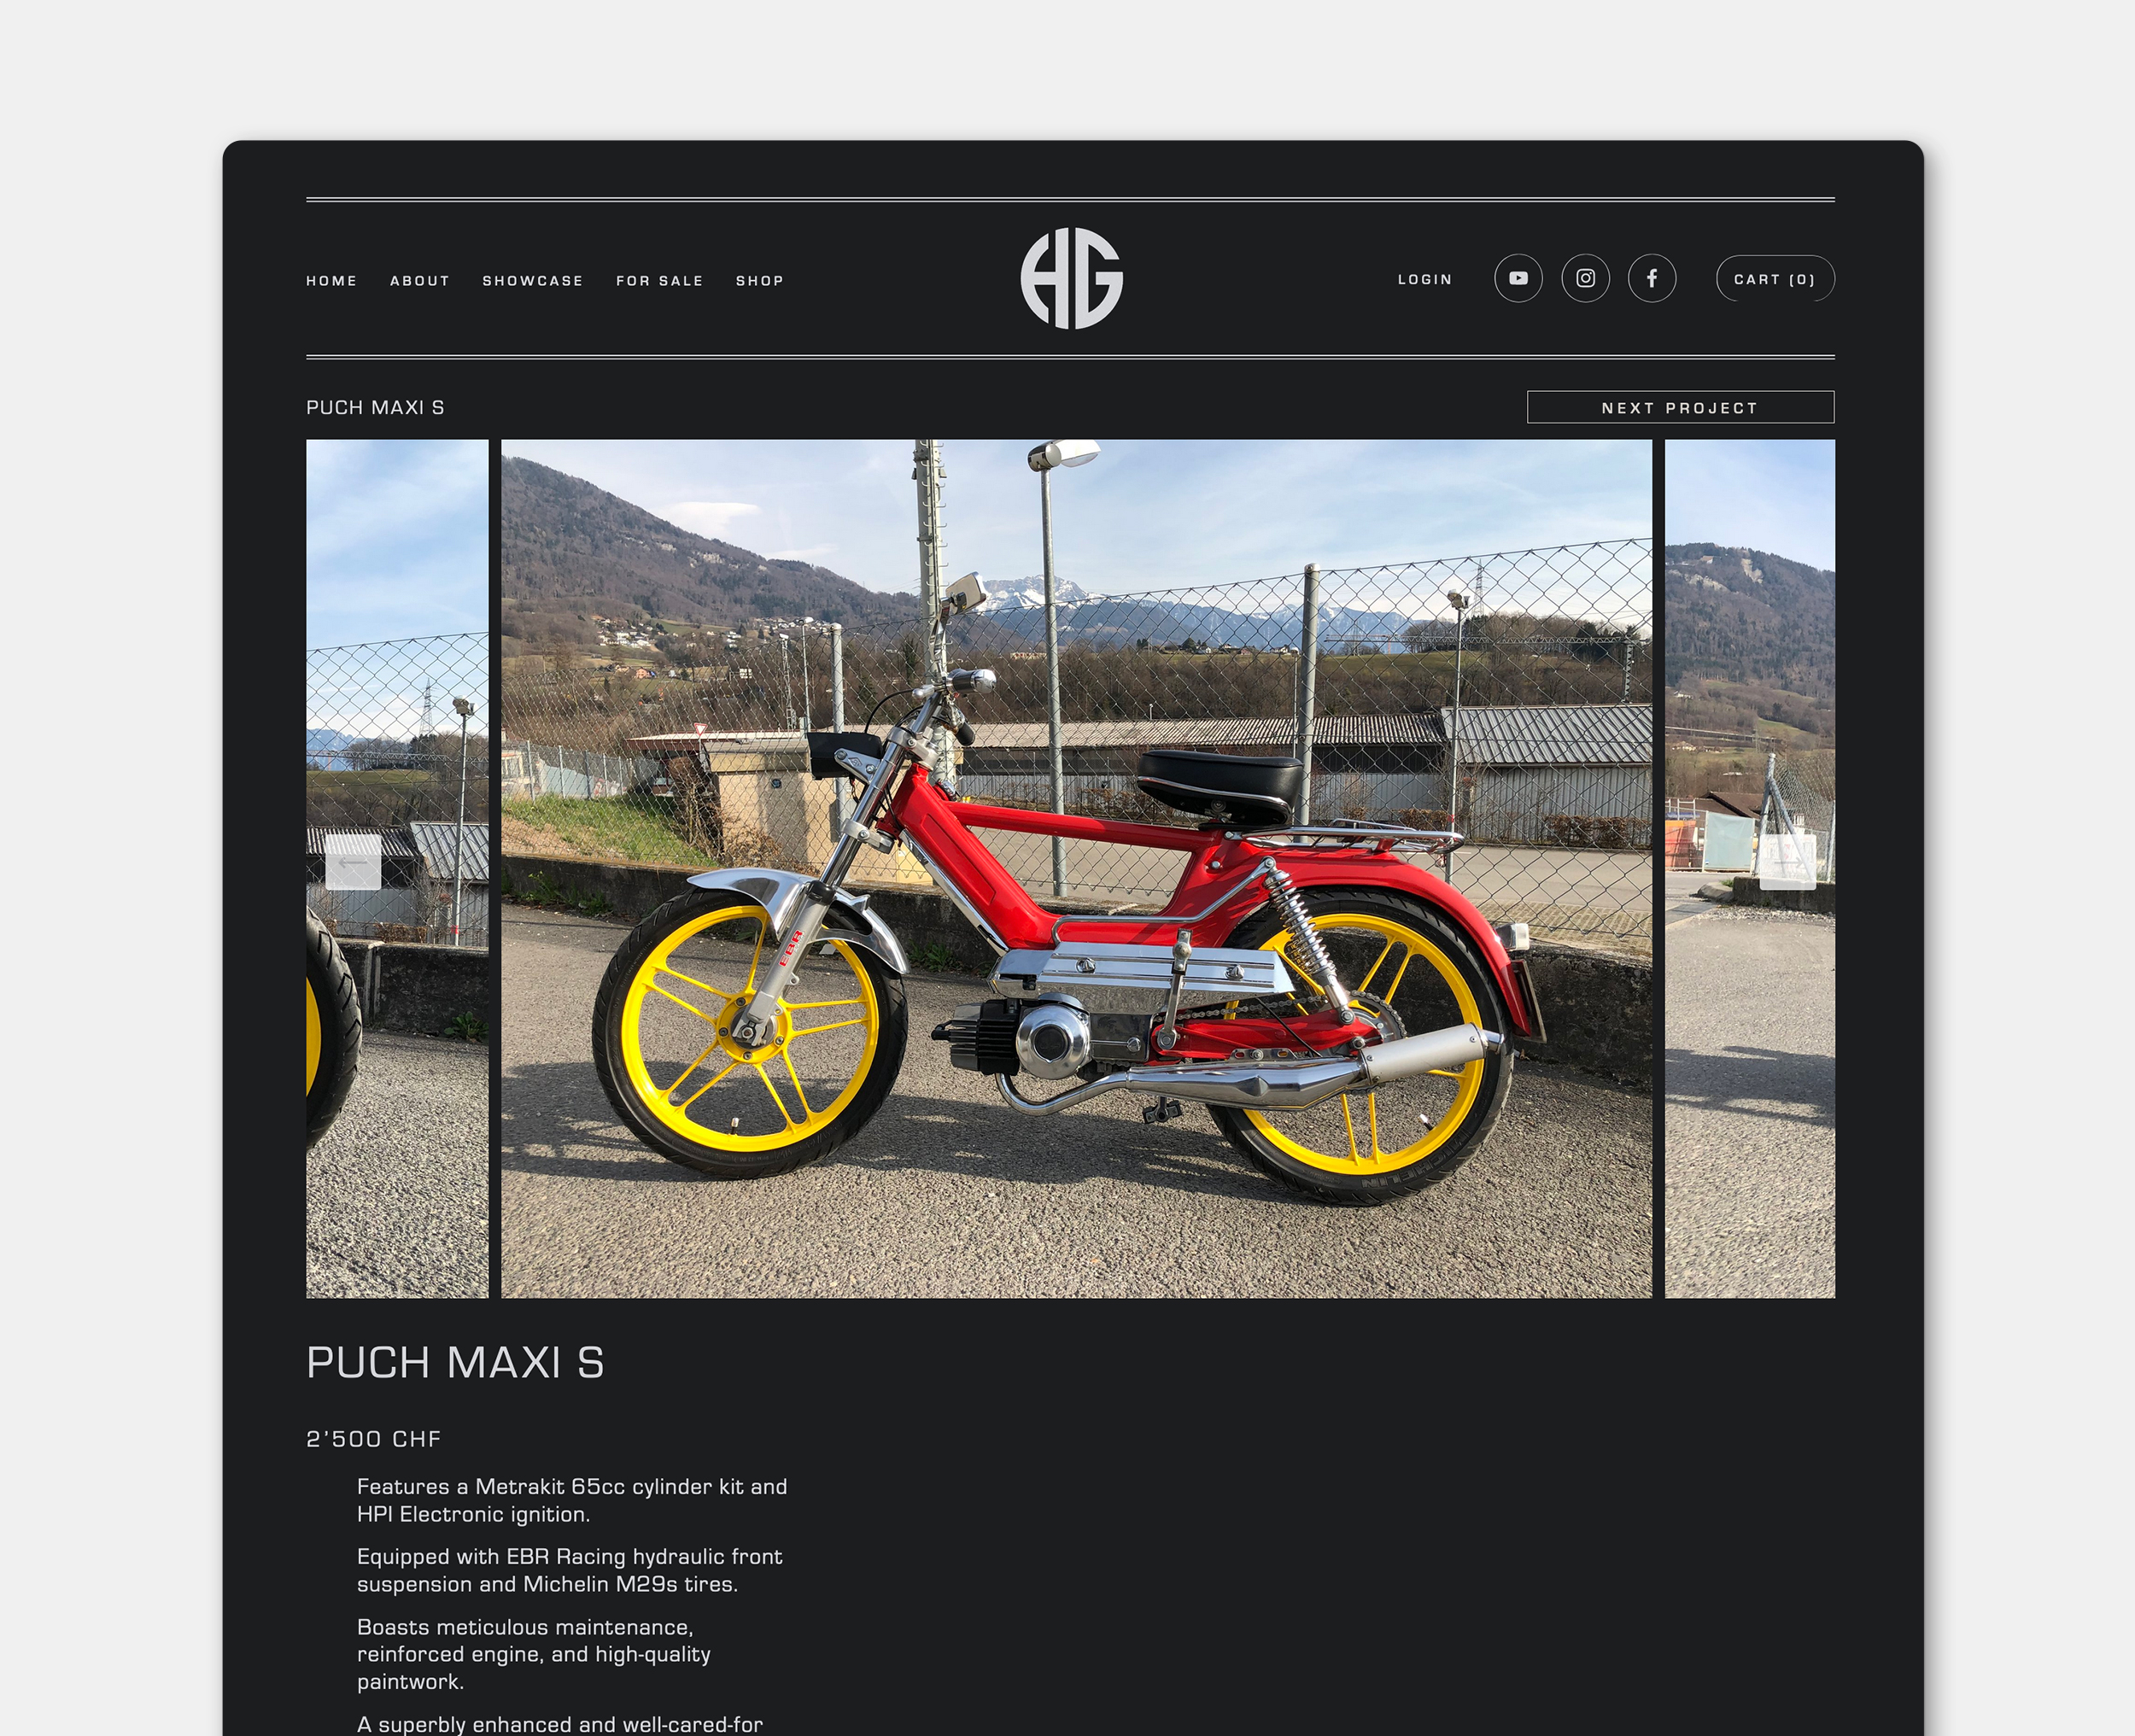 HOME ABOUT SHOWCASE FOR SALE SHOP
HG
LOGIN
CART (0)
PUCH MAXI S
NEXT PROJECT
EBR
PUCH MAXI S
2’500 CHF
Features a Metrakit 65cc cylinder kit and
HPI Electronic ignition.
Equipped with EBR Racing hydraulic front
suspension and Michelin M29s tires.
Boasts meticulous maintenance,
reinforced engine, and high-quality
paintwork.
A superbly enhanced and well-cared-for